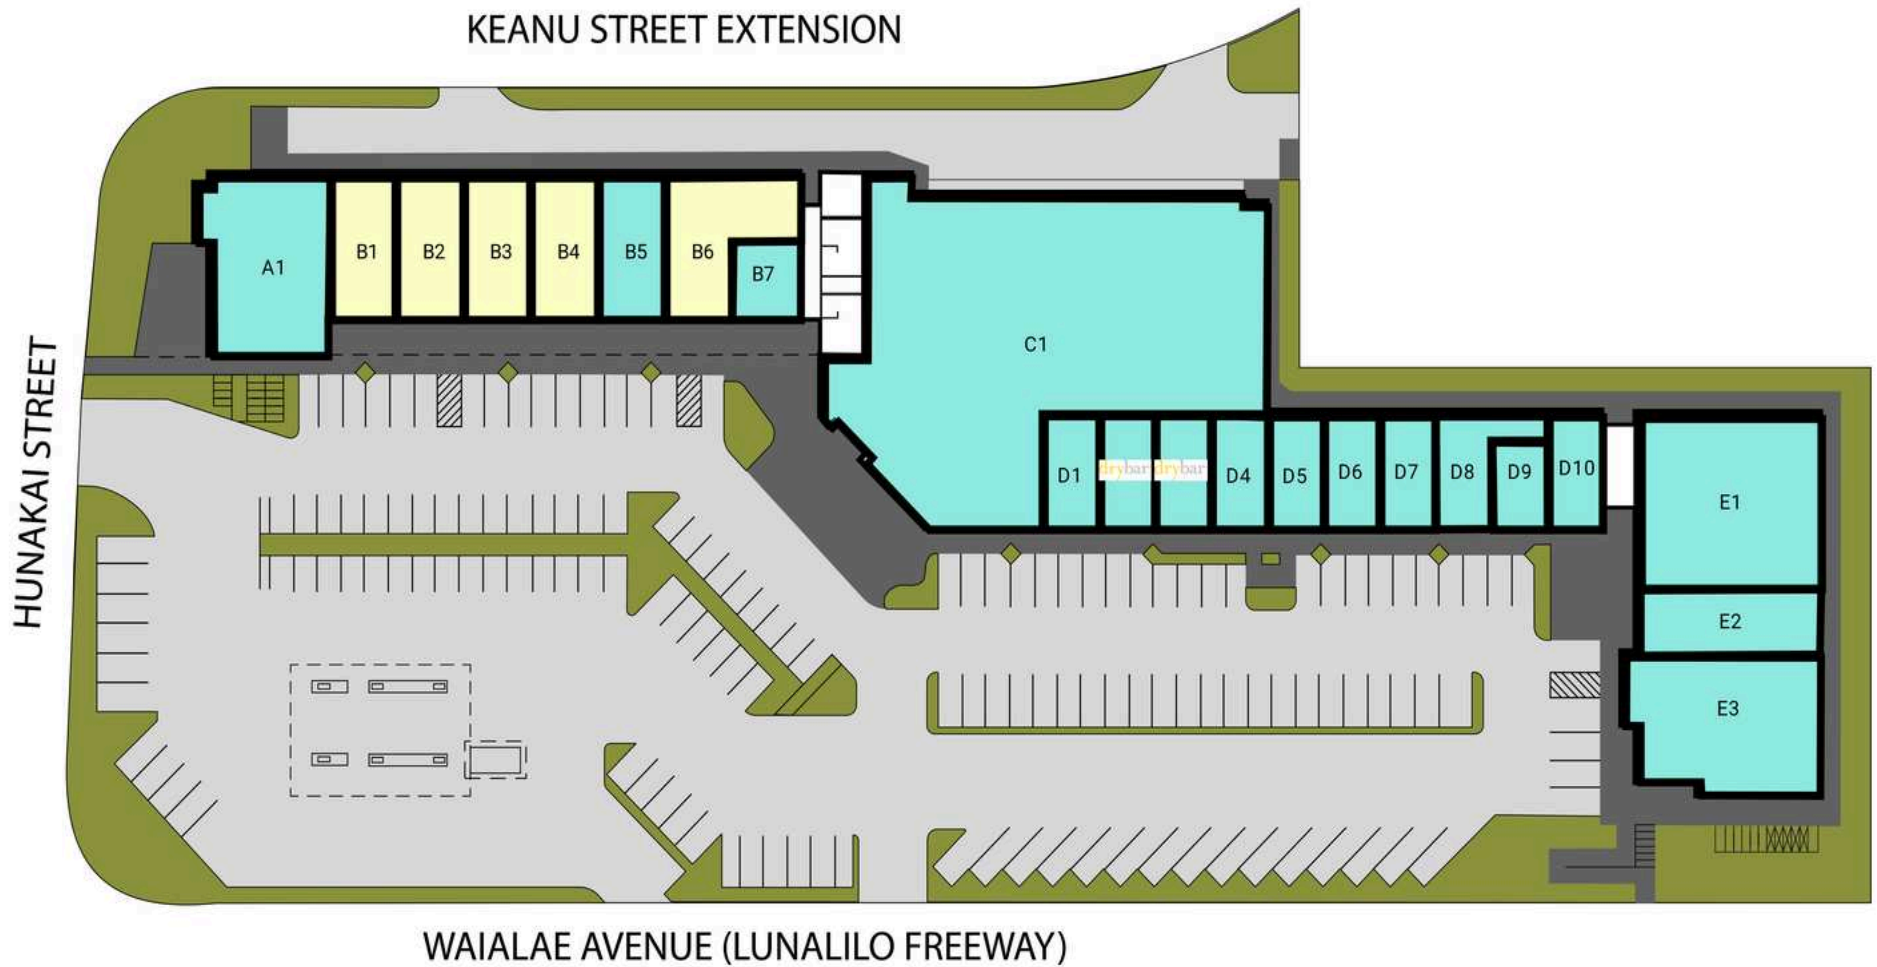 KEANU STREET EXTENSION
HUNAKAI STREET
A1
B1
B2
B3
B4
B5
B6
B7
C1
D1
drybar
drybar
D4
D5
D6
D7
D8
D9
D10
E1
E2
E3
WAIALAE AVENUE (LUNALILO FREEWAY)